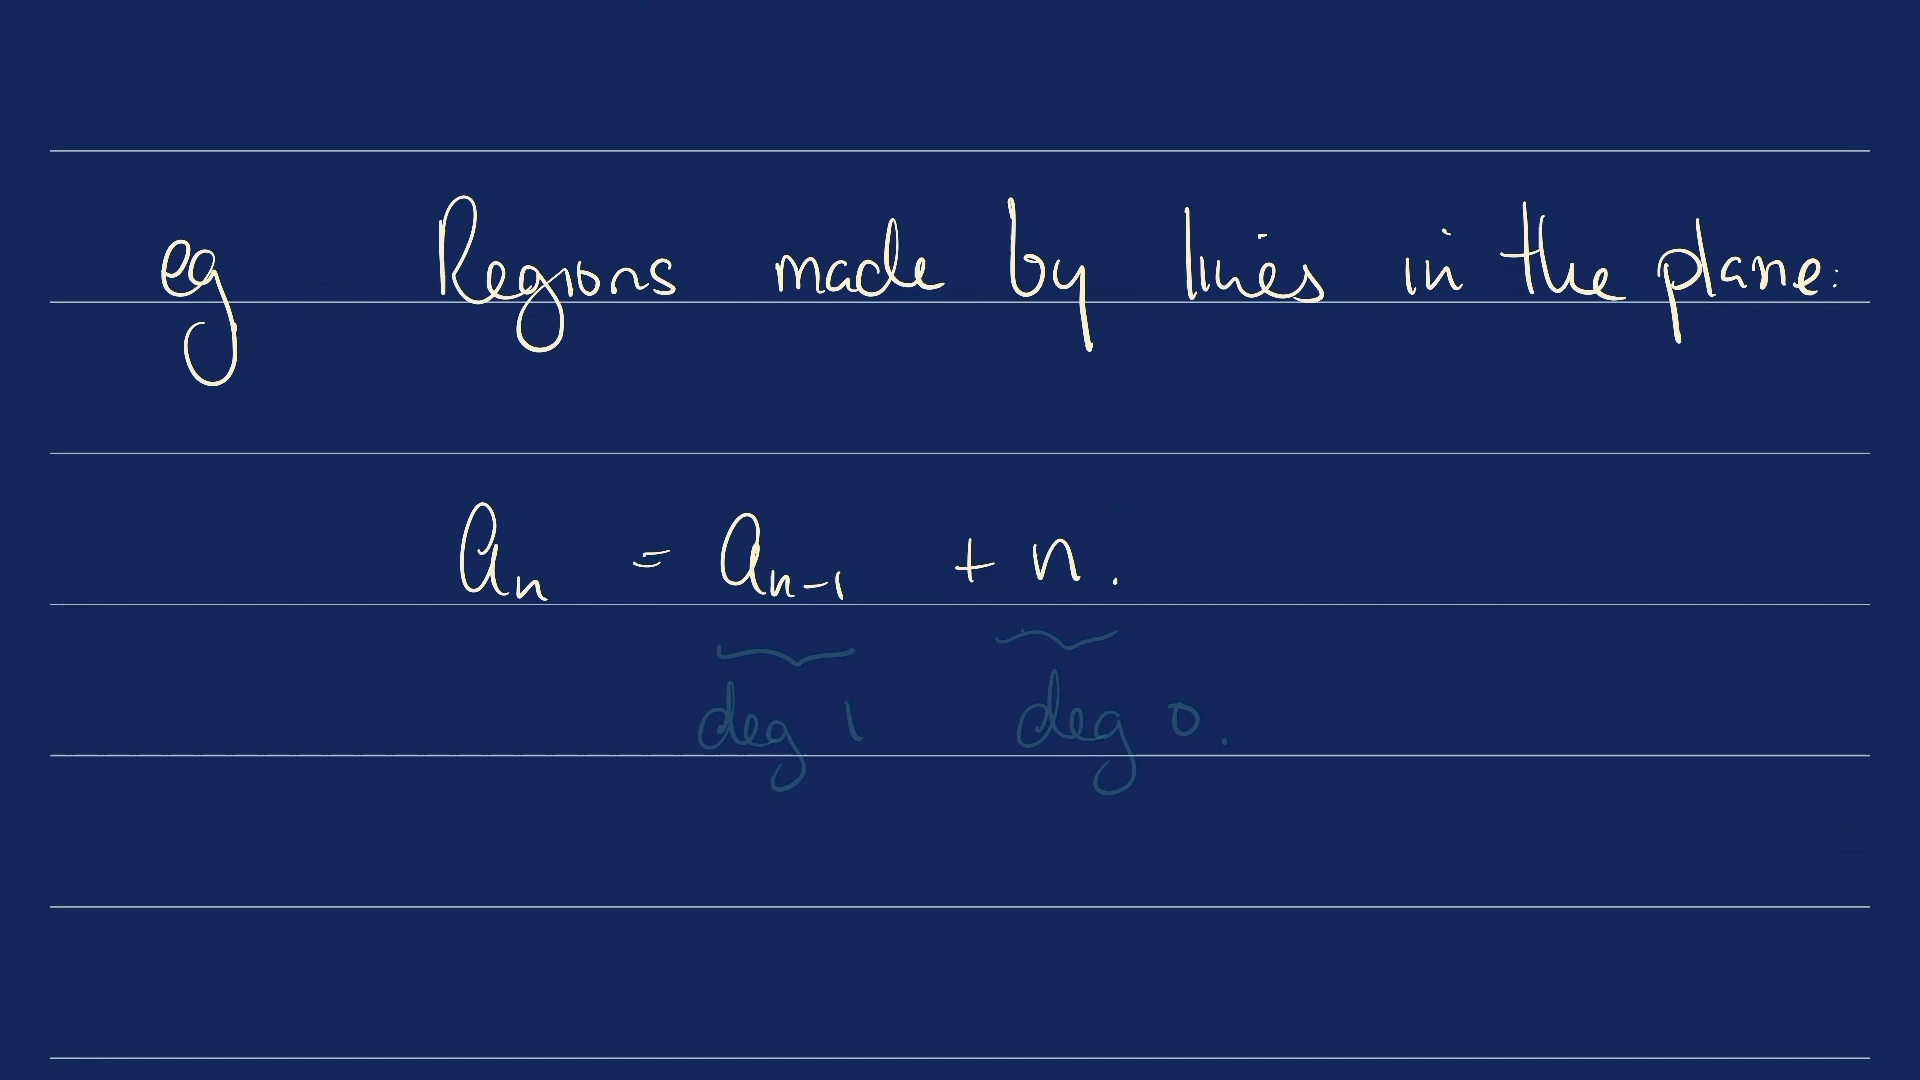 eg Regions made by lines in the plane:
aₙ = aₙ₋₁ + n.
deg 1 deg 0.